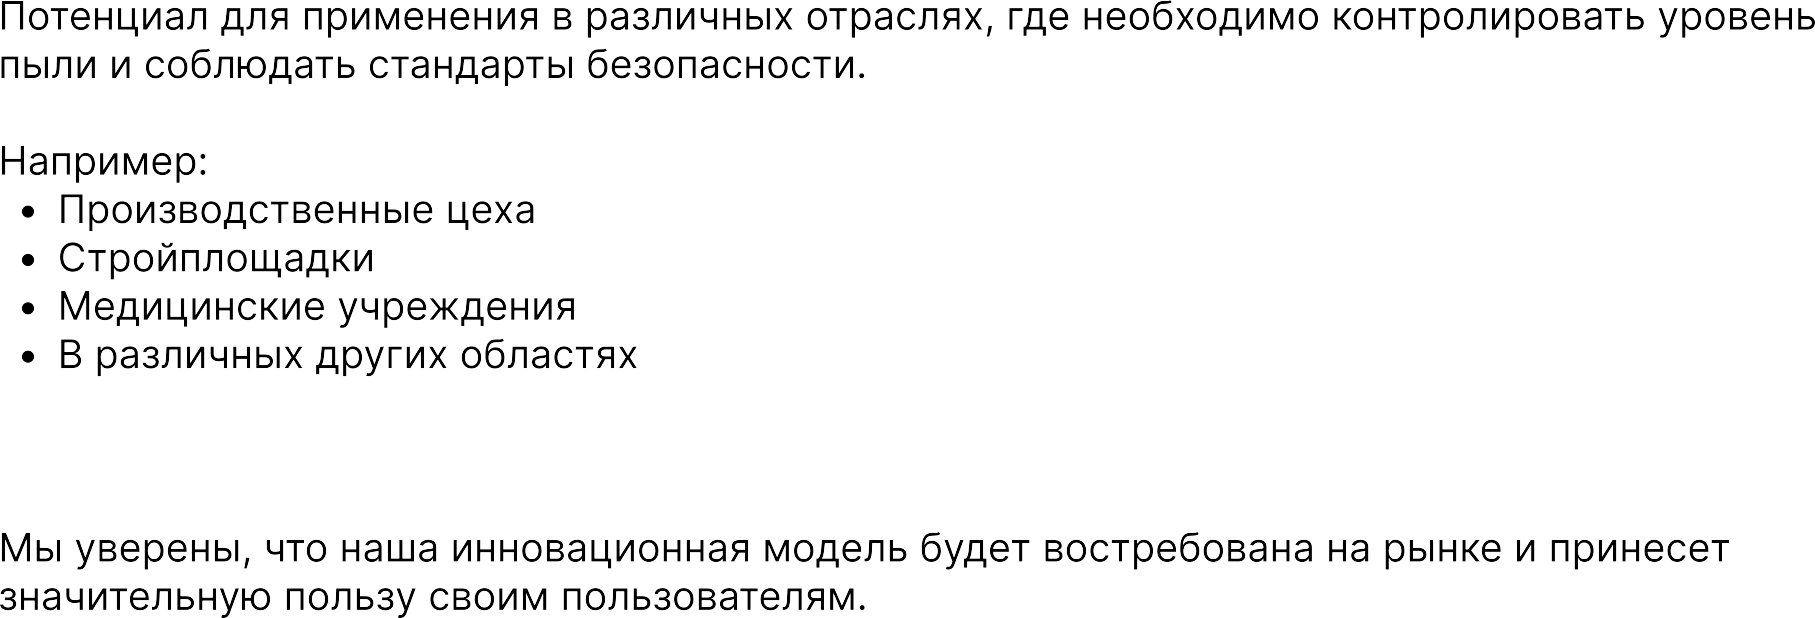 Потенциал для применения в различных отраслях, где необходимо контролировать уровень
пыли и соблюдать стандарты безопасности.
Например:
• Производственные цеха
• Стройплощадки
• Медицинские учреждения
• В различных других областях
Мы уверены, что наша инновационная модель будет востребована на рынке и принесет
значительную пользу своим пользователям.